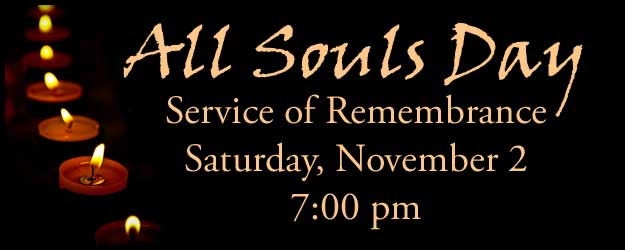 All Souls Day
Service of Remembrance
Saturday, November 2
7:00 pm